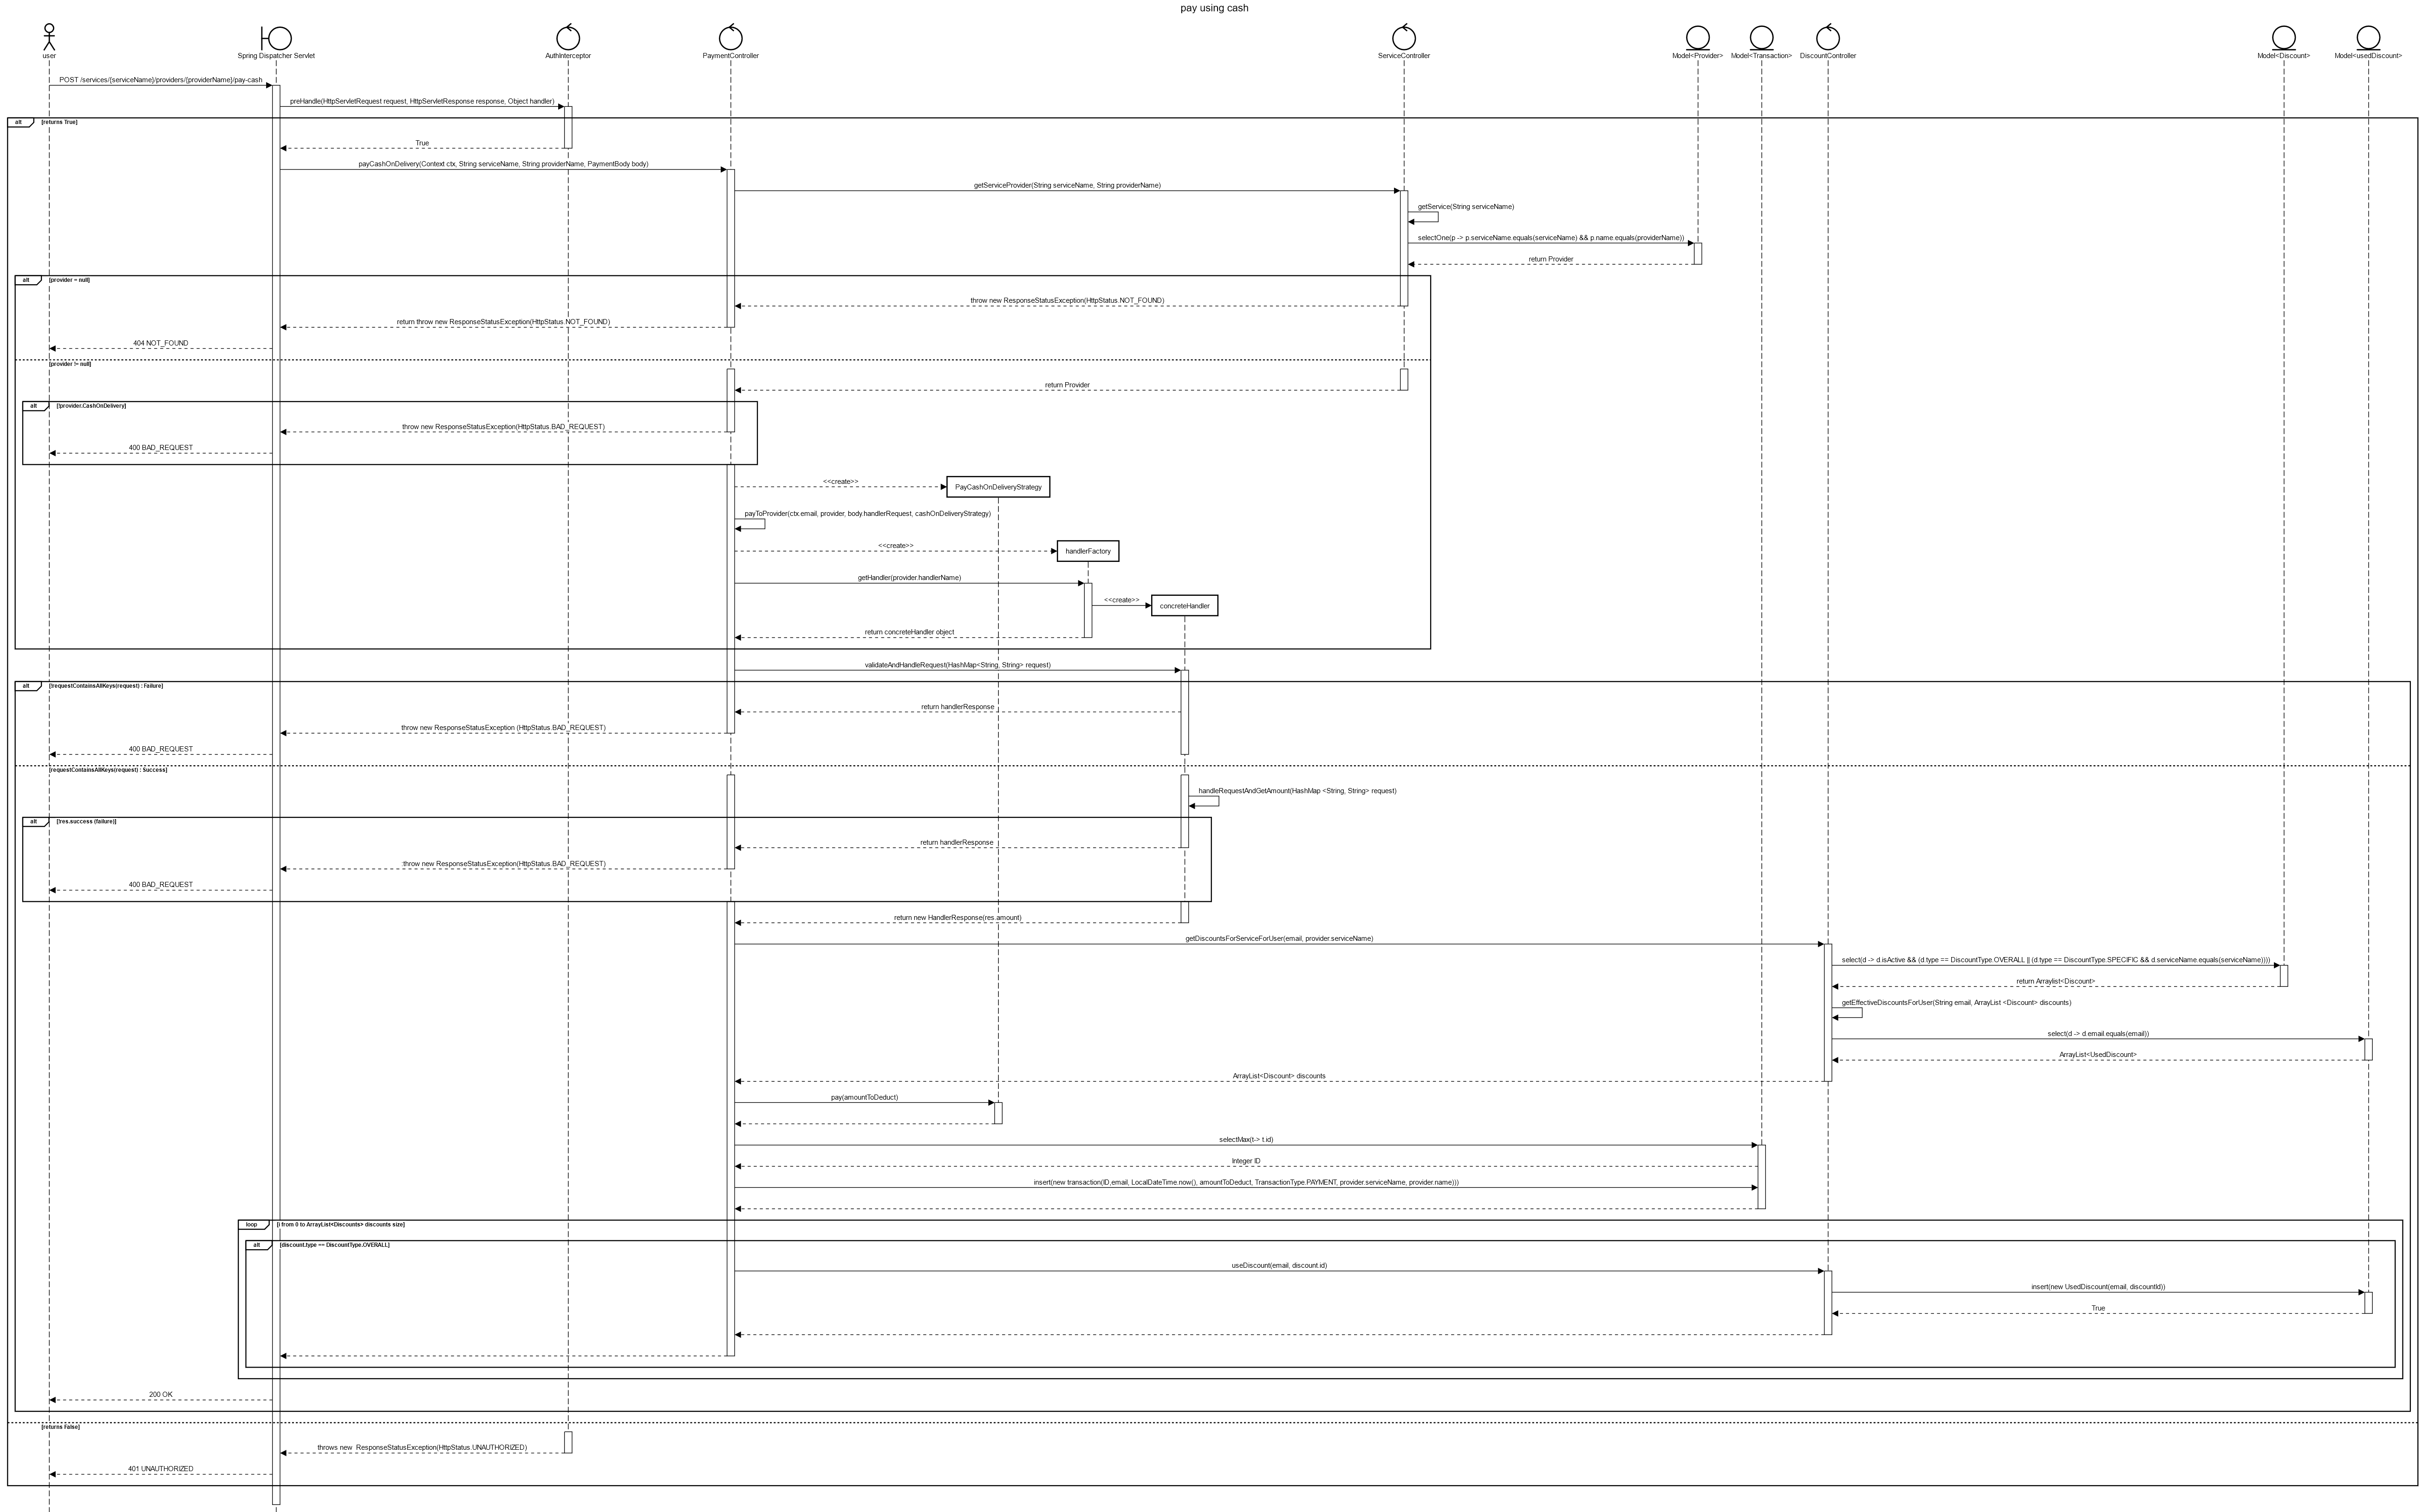 pay using cash
user
Spring Dispatcher Servlet
AuthInterceptor
PaymentController
ServiceController
Model<Provider>
Model<Transaction>
DiscountController
Model<Discount>
Model<usedDiscount>
POST /services/{serviceName}/providers/{providerName}/pay-cash
preHandle(HttpServletRequest request, HttpServletResponse response, Object handler)
alt
[returns True]
True
payCashOnDelivery(Context ctx, String serviceName, String providerName, PaymentBody body)
getServiceProvider(String serviceName, String providerName)
getService(String serviceName)
selectOne(p -> p.serviceName.equals(serviceName) && p.name.equals(providerName))
return Provider
alt
[provider = null]
throw new ResponseStatusException(HttpStatus.NOT_FOUND)
return throw new ResponseStatusException(HttpStatus.NOT_FOUND)
404 NOT_FOUND
[provider != null]
return Provider
alt
[!provider.CashOnDelivery]
throw new ResponseStatusException(HttpStatus.BAD_REQUEST)
400 BAD_REQUEST
<<create>>
PayCashOnDeliveryStrategy
payToProvider(ctx.email, provider, body.handlerRequest, cashOnDeliveryStrategy)
<<create>>
handlerFactory
getHandler(provider.handlerName)
<<create>>
concreteHandler
return concreteHandler object
validateAndHandleRequest(HashMap<String, String> request)
alt
[!requestContainsAllKeys(request) : Failure]
return handlerResponse
throw new ResponseStatusException (HttpStatus.BAD_REQUEST)
400 BAD_REQUEST
[requestContainsAllKeys(request) : Success]
handleRequestAndGetAmount(HashMap <String, String> request)
alt
[!res.success (failure)]
return handlerResponse
throw new ResponseStatusException(HttpStatus.BAD_REQUEST)
400 BAD_REQUEST
return new HandlerResponse(res.amount)
getDiscountsForServiceForUser(email, provider.serviceName)
select(d -> d.isActive && (d.type == DiscountType.OVERALL || (d.type == DiscountType.SPECIFIC && d.serviceName.equals(serviceName))))
return Arraylist<Discount>
getEffectiveDiscountsForUser(String email, ArrayList <Discount> discounts)
select(d -> d.email.equals(email))
ArrayList<UsedDiscount>
ArrayList<Discount> discounts
pay(amountToDeduct)
selectMax(t-> t.id)
Integer ID
insert(new transaction(ID,email, LocalDateTime.now(), amountToDeduct, TransactionType.PAYMENT, provider.serviceName, provider.name)))
loop
[i from 0 to ArrayList<Discounts> discounts size]
alt
[discount.type == DiscountType.OVERALL]
useDiscount(email, discount.id)
insert(new UsedDiscount(email, discountId))
True
200 OK
[returns False]
throws new  ResponseStatusException(HttpStatus.UNAUTHORIZED)
401 UNAUTHORIZED